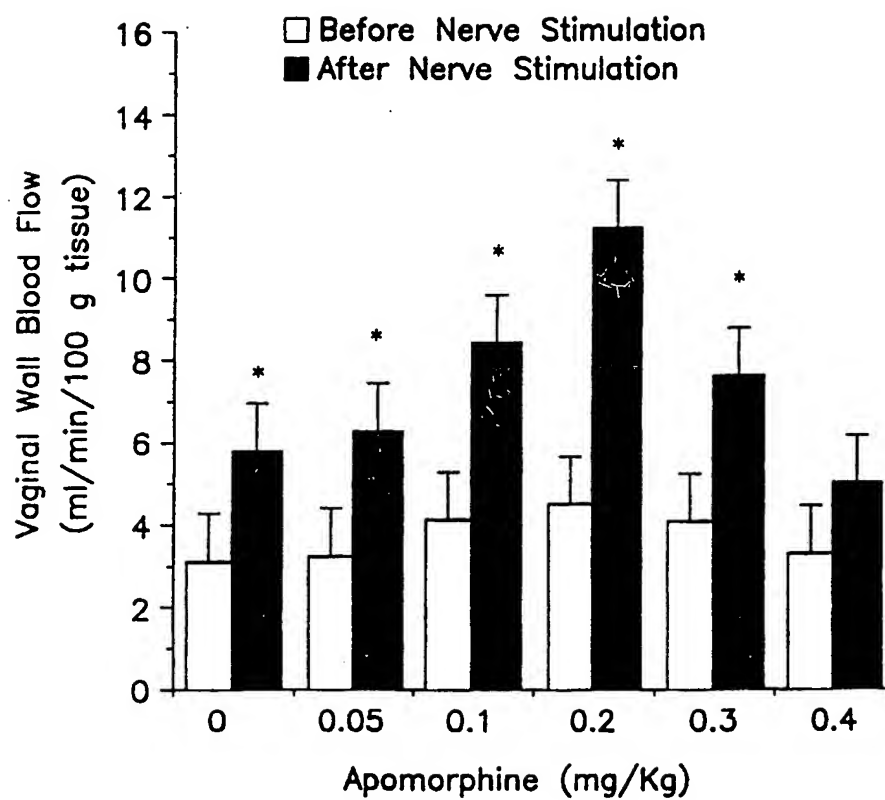 Before Nerve Stimulation
After Nerve Stimulation
16
14
12
10
8
6
4
2
0
Vaginal Wall Blood Flow
(ml/min/100 g tissue)
*
*
*
*
*
0 0.05 0.1 0.2 0.3 0.4
Apomorphine (mg/Kg)